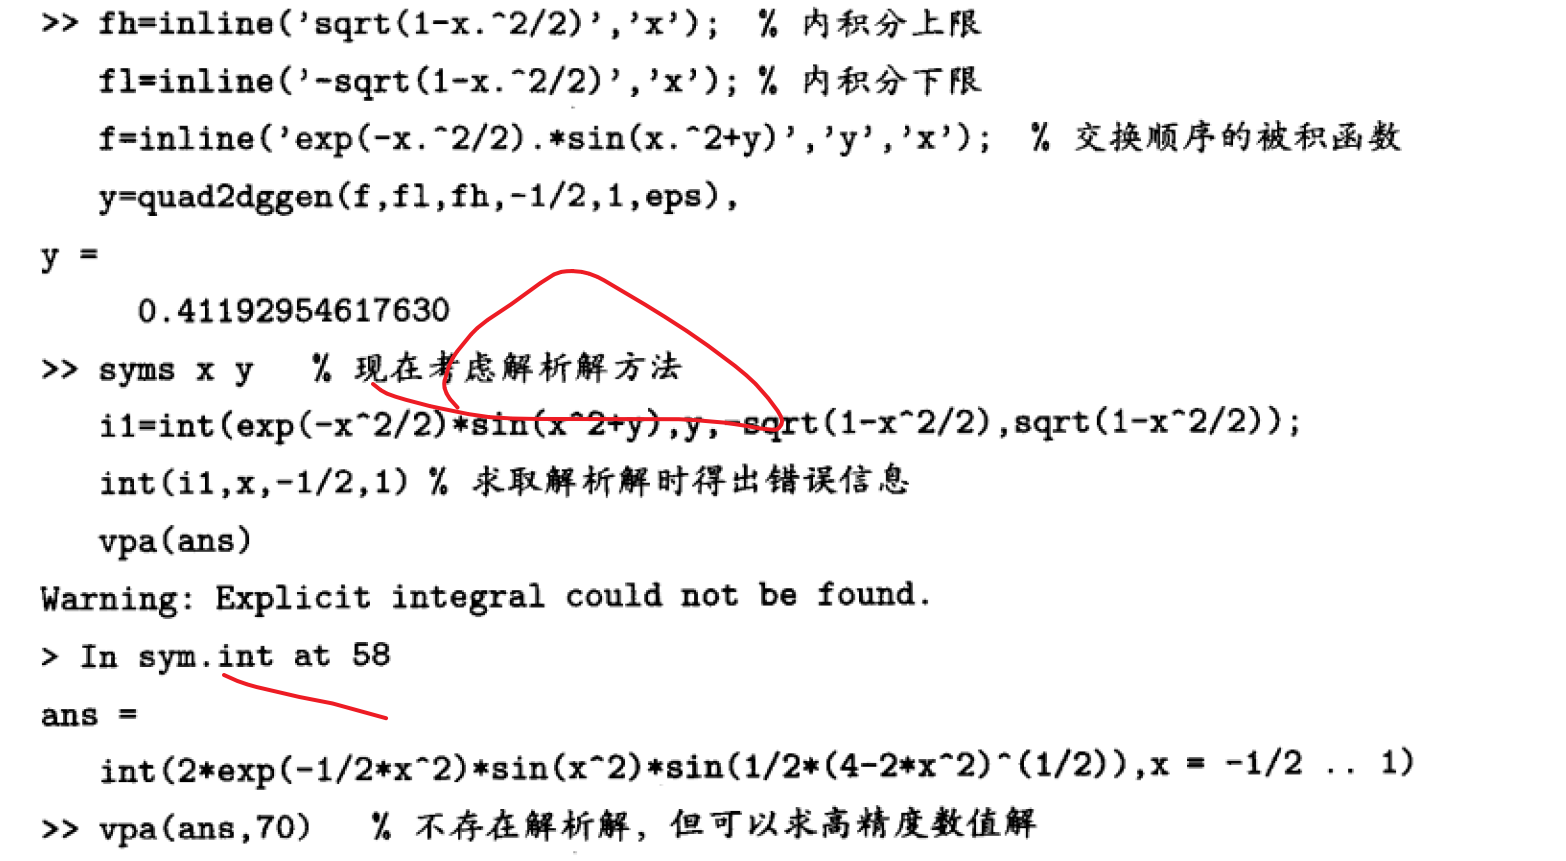 >> fh=inline('sqrt(1-x.^2/2)','x'); % 内积分上限
fl=inline('-sqrt(1-x.^2/2)','x'); % 内积分下限
f=inline('exp(-x.^2/2).*sin(x.^2+y)','y','x'); % 交换顺序的被积函数
y=quad2dggen(f,fl,fh,-1/2,1,eps),
y =
0.41192954617630
>> syms x y % 现在考虑解析解方法
i1=int(exp(-x^2/2)*sin(x^2+y),y,-sqrt(1-x^2/2),sqrt(1-x^2/2));
int(i1,x,-1/2,1) % 求取解析解时得出错误信息
vpa(ans)
Warning: Explicit integral could not be found.
> In sym.int at 58
ans =
int(2*exp(-1/2*x^2)*sin(x^2)*sin(1/2*(4-2*x^2)^(1/2)),x = -1/2 .. 1)
>> vpa(ans,70) % 不存在解析解, 但可以求高精度数值解